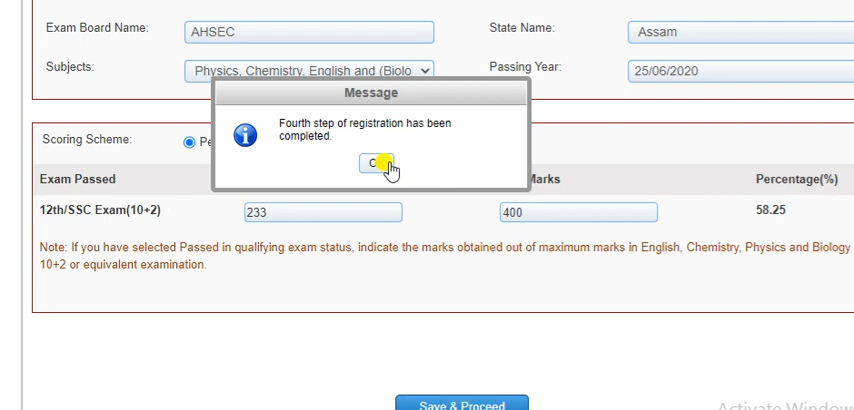 Exam Board Name: AHSEC State Name: Assam
Subjects: Physics, Chemistry, English and (Biolo Passing Year: 25/06/2020
Message
Fourth step of registration has been
completed.
Scoring Scheme:
Exam Passed Marks Percentage(%)
12th/SSC Exam(10+2) 233 400 58.25
Note: If you have selected Passed in qualifying exam status, indicate the marks obtained out of maximum marks in English, Chemistry, Physics and Biology
10+2 or equivalent examination.
Save & Proceed
Activate Windows